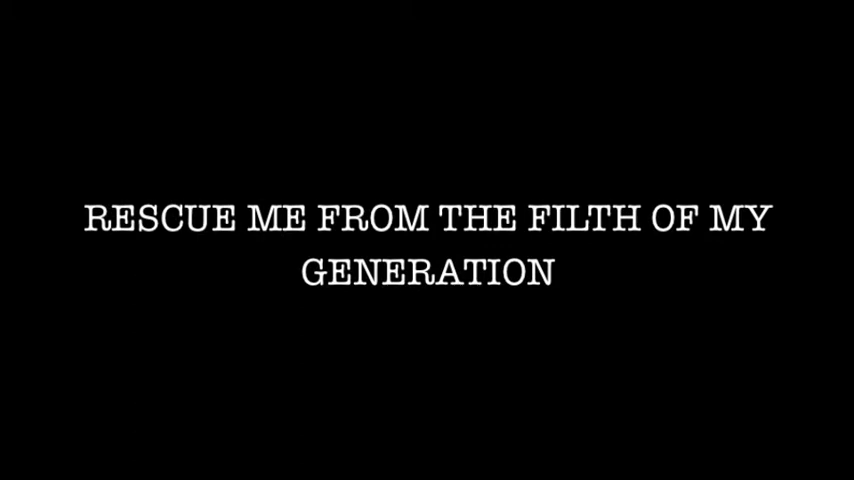 RESCUE ME FROM THE FILTH OF MY
GENERATION